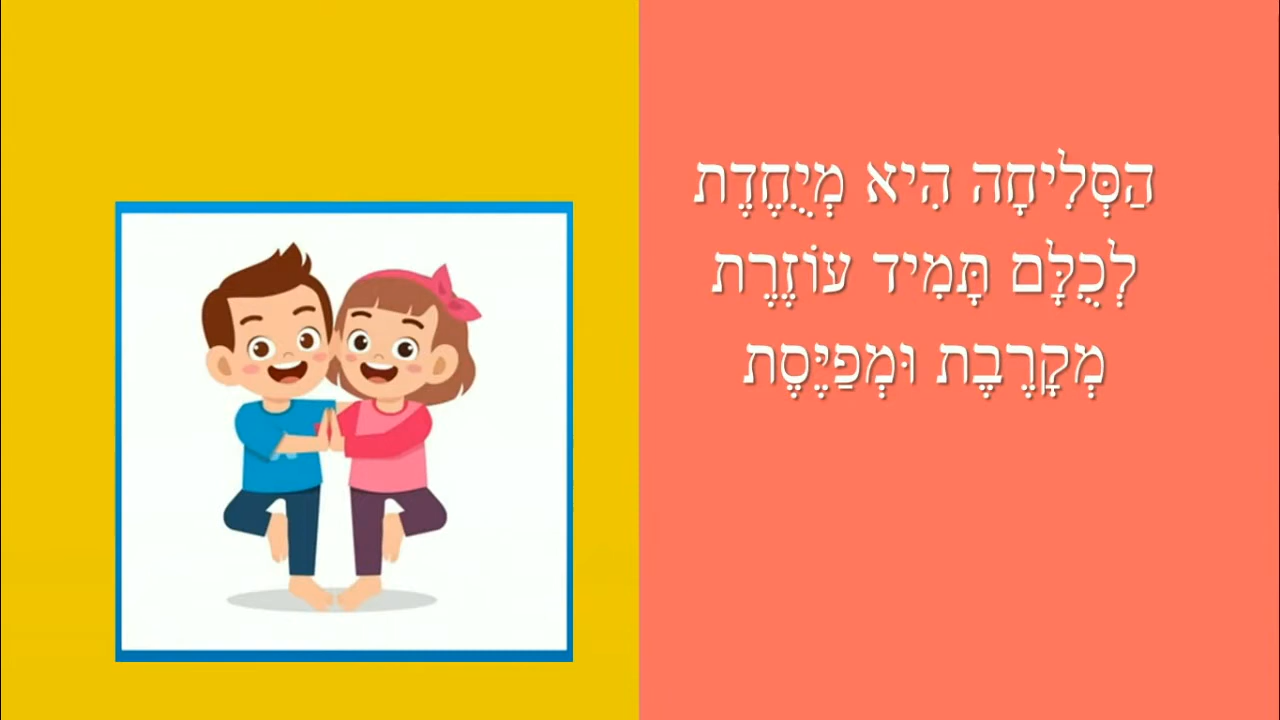 הַסְּלִיחָה הִיא מְיֻחֶדֶת
לְכֻלָּם תָּמִיד עוֹזֶרֶת
מְקָרֶבֶת וּמְפַיֶּסֶת